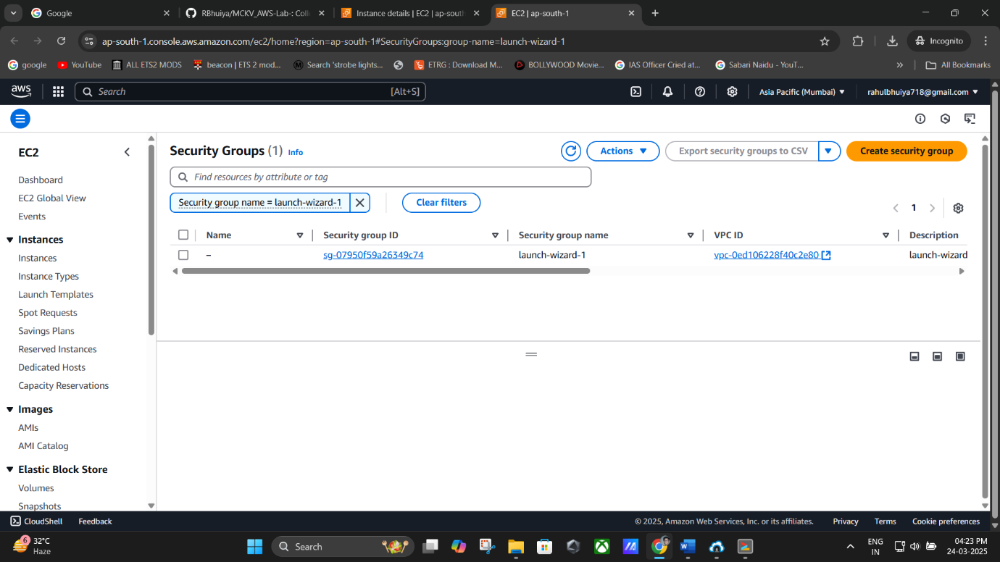 Google
RBhuiya/MCKV_AWS-Lab-: Coll
Instance details | EC2 | ap-south
EC2 | ap-south-1
ap-south-1.console.aws.amazon.com/ec2/home?region=ap-south-1#SecurityGroups:group-name=launch-wizard-1
Incognito
google
YouTube
ALL ETS2 MODS
beacon | ETS 2 mod...
Search 'strobe lights...
ETRG : Download M...
BOLLYWOOD Movie...
IAS Officer Cried at...
Sabari Naidu - YouT...
All Bookmarks
aws
Search
[Alt+S]
Asia Pacific (Mumbai)
rahulbhuiya718@gmail.com
EC2
Dashboard
EC2 Global View
Events
Instances
Instances
Instance Types
Launch Templates
Spot Requests
Savings Plans
Reserved Instances
Dedicated Hosts
Capacity Reservations
Images
AMIs
AMI Catalog
Elastic Block Store
Volumes
Snapshots
Security Groups (1) Info
Actions
Export security groups to CSV
Create security group
Find resources by attribute or tag
Security group name = launch-wizard-1
Clear filters
1
Name
Security group ID
Security group name
VPC ID
Description
–
sg-07950f59a26349c74
launch-wizard-1
vpc-0ed106228f40c2e80
launch-wizard
CloudShell
Feedback
© 2025, Amazon Web Services, Inc. or its affiliates.
Privacy
Terms
Cookie preferences
6
32°C
Haze
Search
ENG
IN
04:23 PM
24-03-2025